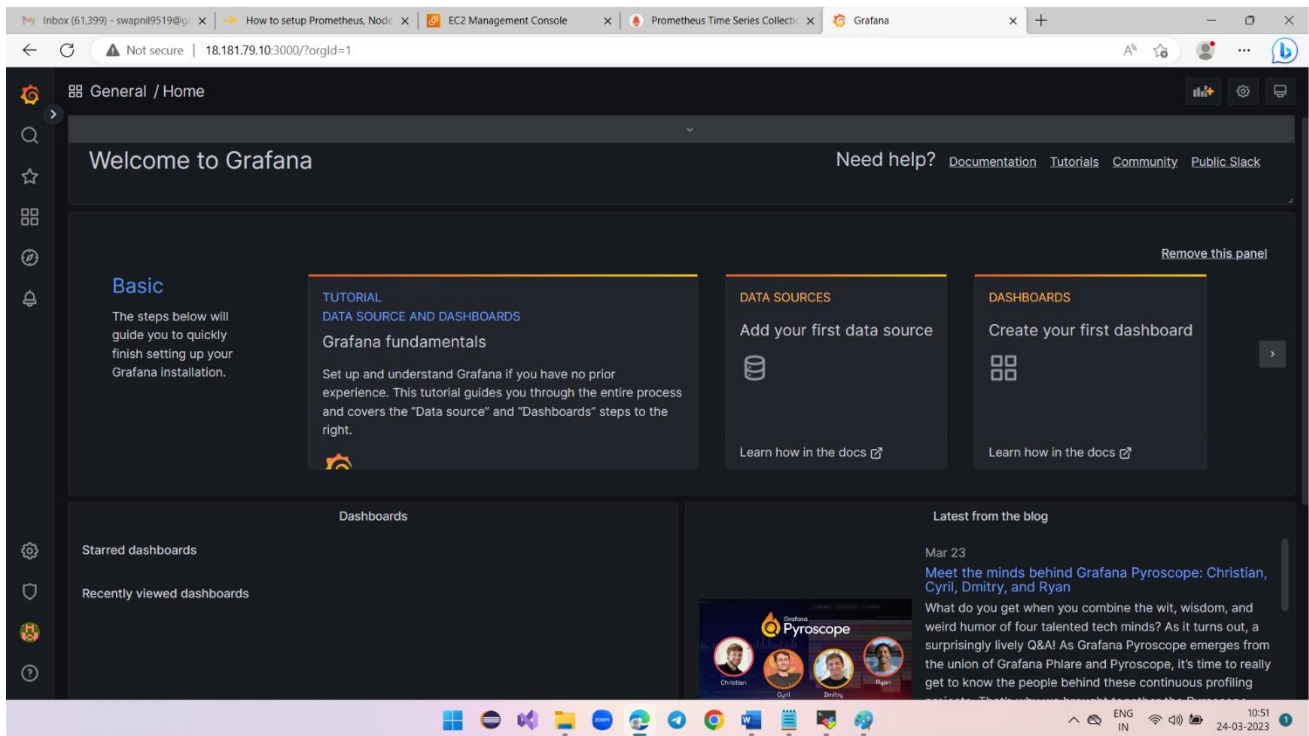 Inbox (61,399) - swapnil9519@g
How to setup Prometheus, Node
EC2 Management Console
Prometheus Time Series Collectio
Grafana
Not secure | 18.181.79.10:3000/?orgId=1
General / Home
Welcome to Grafana
Need help? Documentation Tutorials Community Public Slack
Remove this panel
Basic
The steps below will
guide you to quickly
finish setting up your
Grafana installation.
TUTORIAL
DATA SOURCE AND DASHBOARDS
Grafana fundamentals
Set up and understand Grafana if you have no prior
experience. This tutorial guides you through the entire process
and covers the "Data source" and "Dashboards" steps to the
right.
DATA SOURCES
Add your first data source
Learn how in the docs
DASHBOARDS
Create your first dashboard
Learn how in the docs
Dashboards
Starred dashboards
Recently viewed dashboards
Latest from the blog
Mar 23
Meet the minds behind Grafana Pyroscope: Christian,
Cyril, Dmitry, and Ryan
What do you get when you combine the wit, wisdom, and
weird humor of four talented tech minds? As it turns out, a
surprisingly lively Q&A! As Grafana Pyroscope emerges from
the union of Grafana Phlare and Pyroscope, it's time to really
get to know the people behind these continuous profiling
Grafana
Pyroscope
Christian
Cyril
Dmitry
Ryan
zoom
ENG
IN
10:51
24-03-2023
1